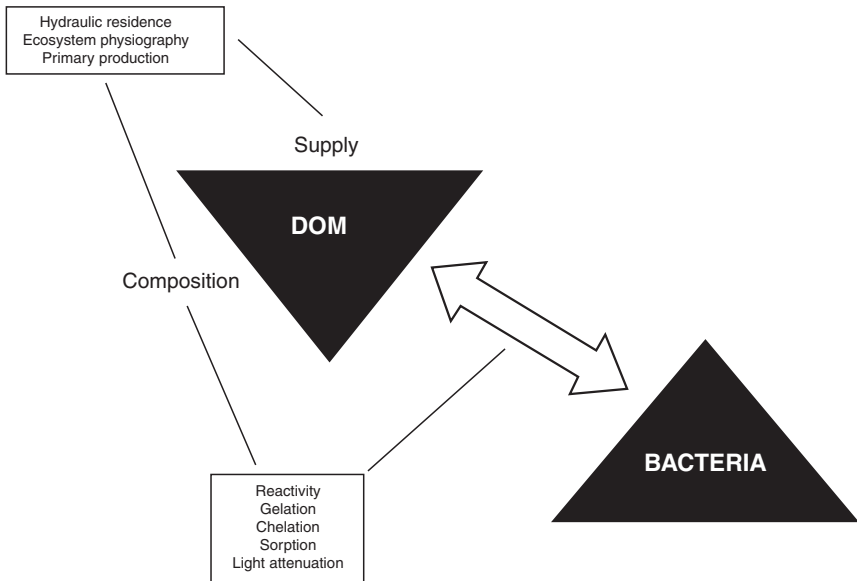 Hydraulic residence
Ecosystem physiography
Primary production
Supply
DOM
Composition
BACTERIA
Reactivity
Gelation
Chelation
Sorption
Light attenuation